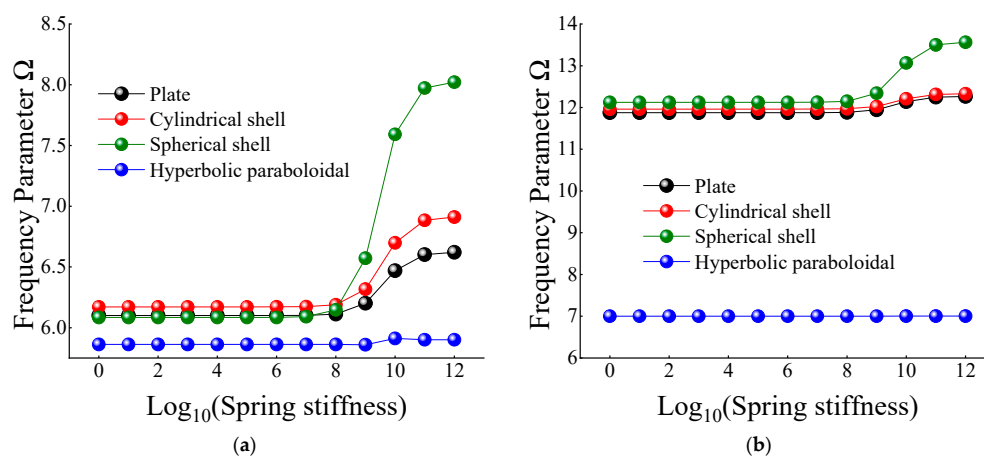 8.5
8.0
7.5
7.0
6.5
6.0
Frequency Parameter Ω
Plate
Cylindrical shell
Spherical shell
Hyperbolic paraboloidal
0 2 4 6 8 10 12
Log₁₀(Spring stiffness)
(a)
14
13
12
11
10
9
8
7
6
Frequency Parameter Ω
Plate
Cylindrical shell
Spherical shell
Hyperbolic paraboloidal
0 2 4 6 8 10 12
Log₁₀(Spring stiffness)
(b)